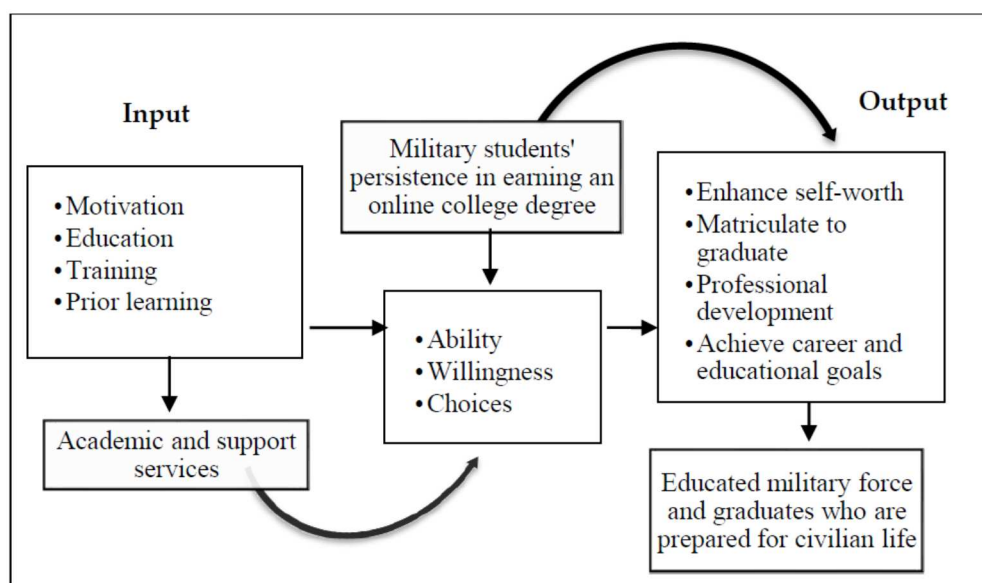 Input
• Motivation
• Education
• Training
• Prior learning
Academic and support
services
Military students'
persistence in earning an
online college degree
• Ability
• Willingness
• Choices
Output
• Enhance self-worth
• Matriculate to
graduate
• Professional
development
• Achieve career and
educational goals
Educated military force
and graduates who are
prepared for civilian life